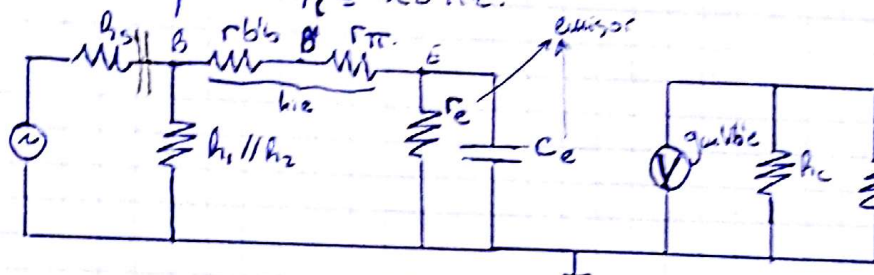 Rs
B
rb'b
B'
rπ
E
emisor
hie
re
R1//R2
Ce
gm Vb'e
Rc